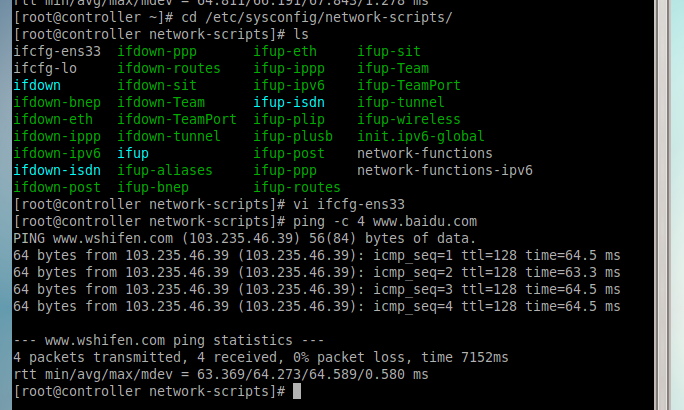 rtt min/avg/max/mdev = 64.811/66.191/67.843/1.278 ms
[root@controller ~]# cd /etc/sysconfig/network-scripts/
[root@controller network-scripts]# ls
ifcfg-ens33 ifdown-ppp ifup-eth ifup-sit
ifcfg-lo ifdown-routes ifup-ippp ifup-Team
ifdown ifdown-sit ifup-ipv6 ifup-TeamPort
ifdown-bnep ifdown-Team ifup-isdn ifup-tunnel
ifdown-eth ifdown-TeamPort ifup-plip ifup-wireless
ifdown-ippp ifdown-tunnel ifup-plusb init.ipv6-global
ifdown-ipv6 ifup ifup-post network-functions
ifdown-isdn ifup-aliases ifup-ppp network-functions-ipv6
ifdown-post ifup-bnep ifup-routes
[root@controller network-scripts]# vi ifcfg-ens33
[root@controller network-scripts]# ping -c 4 www.baidu.com
PING www.wshifen.com (103.235.46.39) 56(84) bytes of data.
64 bytes from 103.235.46.39 (103.235.46.39): icmp_seq=1 ttl=128 time=64.5 ms
64 bytes from 103.235.46.39 (103.235.46.39): icmp_seq=2 ttl=128 time=63.3 ms
64 bytes from 103.235.46.39 (103.235.46.39): icmp_seq=3 ttl=128 time=64.5 ms
64 bytes from 103.235.46.39 (103.235.46.39): icmp_seq=4 ttl=128 time=64.5 ms
--- www.wshifen.com ping statistics ---
4 packets transmitted, 4 received, 0% packet loss, time 7152ms
rtt min/avg/max/mdev = 63.369/64.273/64.589/0.580 ms
[root@controller network-scripts]#